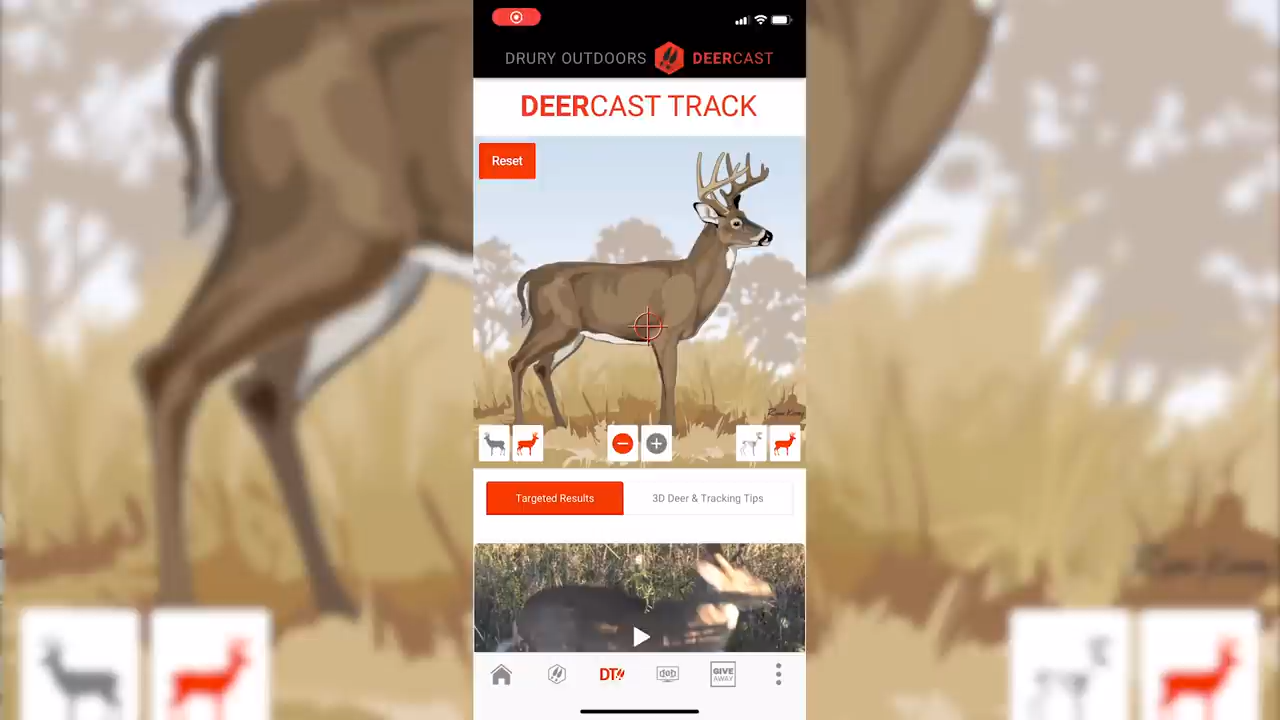 DRURY OUTDOORS DEERCAST
DEERCAST TRACK
Reset
Targeted Results
3D Deer & Tracking Tips
DT
GIVE
AWAY